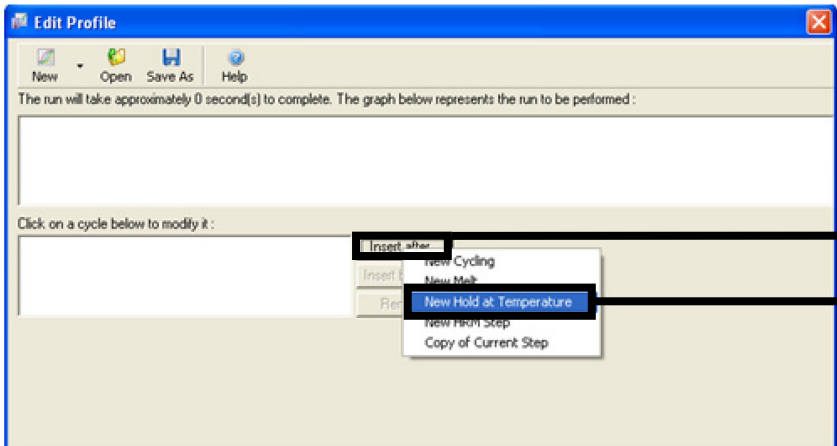 Edit Profile
New Open Save As Help
The run will take approximately 0 second(s) to complete. The graph below represents the run to be performed :
Click on a cycle below to modify it :
Insert after
New Cycling
Insert
New Melt
New Hold at Temperature
New HRM Step
Copy of Current Step